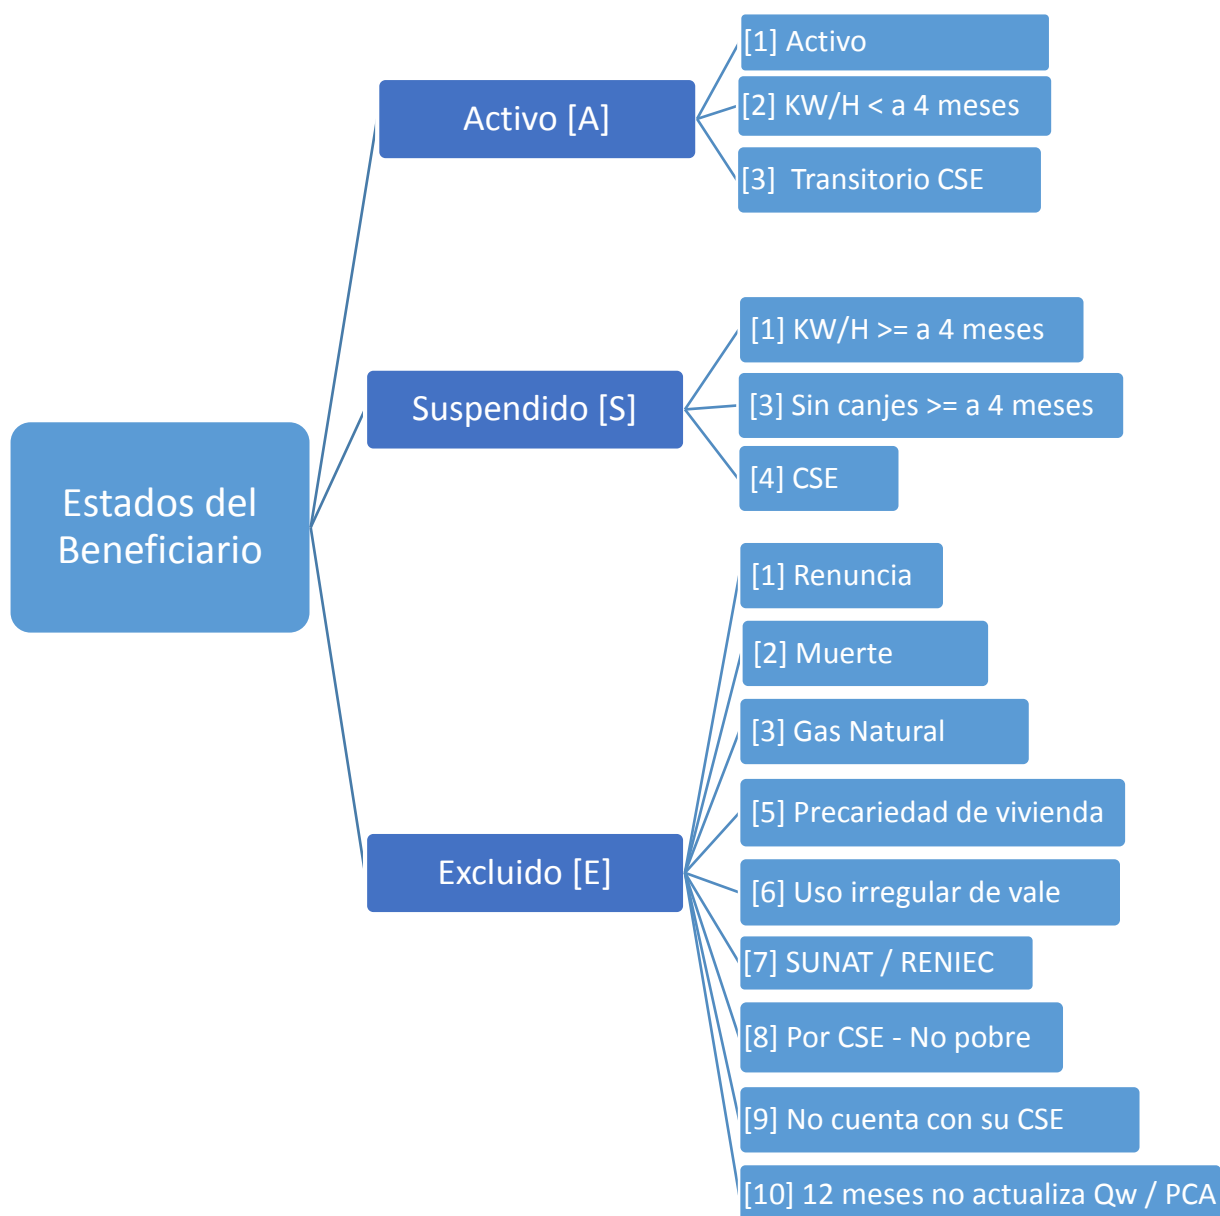 Estados del
Beneficiario
Activo [A]
[1] Activo
[2] KW/H < a 4 meses
[3] Transitorio CSE
Suspendido [S]
[1] KW/H >= a 4 meses
[3] Sin canjes >= a 4 meses
[4] CSE
Excluido [E]
[1] Renuncia
[2] Muerte
[3] Gas Natural
[5] Precariedad de vivienda
[6] Uso irregular de vale
[7] SUNAT / RENIEC
[8] Por CSE - No pobre
[9] No cuenta con su CSE
[10] 12 meses no actualiza Qw / PCA